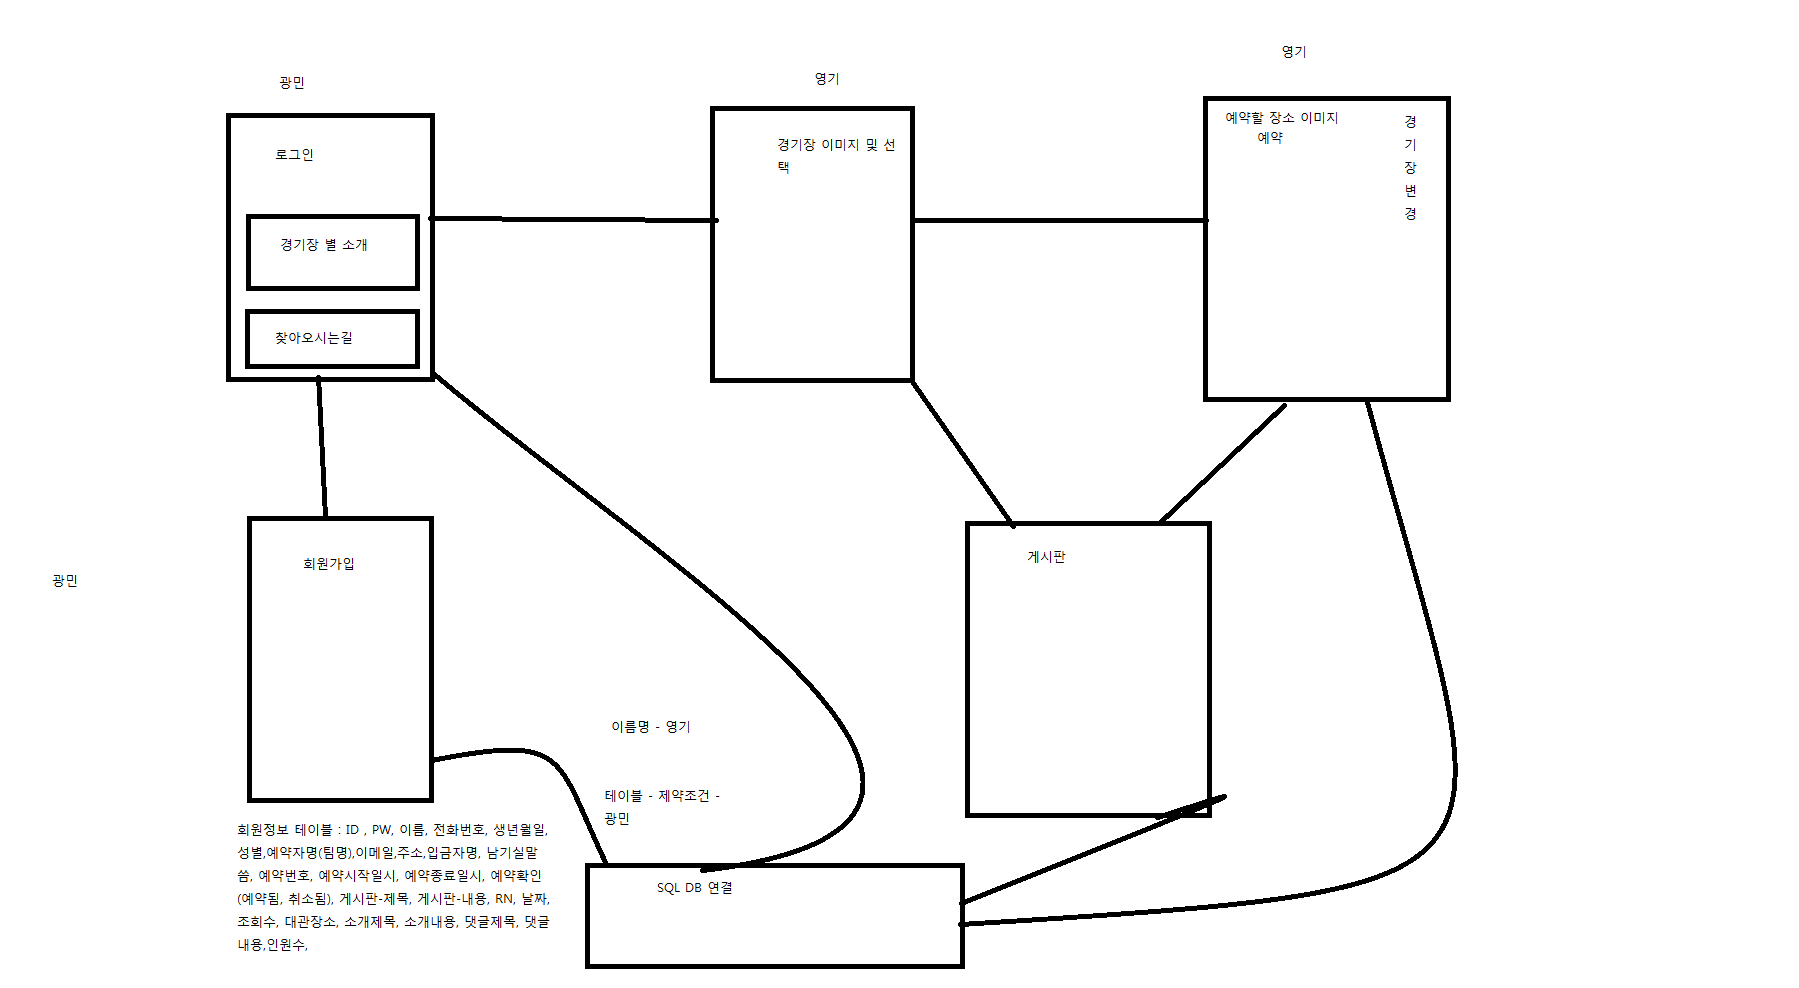 영기
영기
광민
예약할 장소 이미지
예약
경
기
장
변
경
경기장 이미지 및 선
택
로그인
경기장 별 소개
찾아오시는길
게시판
회원가입
광민
이름명 - 영기
테이블 - 제약조건 -
광민
회원정보 테이블 : ID , PW, 이름, 전화번호, 생년월일,
성별,예약자명(팀명),이메일,주소,입금자명, 남기실말
씀, 예약번호, 예약시작일시, 예약종료일시, 예약확인
(예약됨, 취소됨), 게시판-제목, 게시판-내용, RN, 날짜,
조회수, 대관장소, 소개제목, 소개내용, 댓글제목, 댓글
내용,인원수,
SQL DB 연결